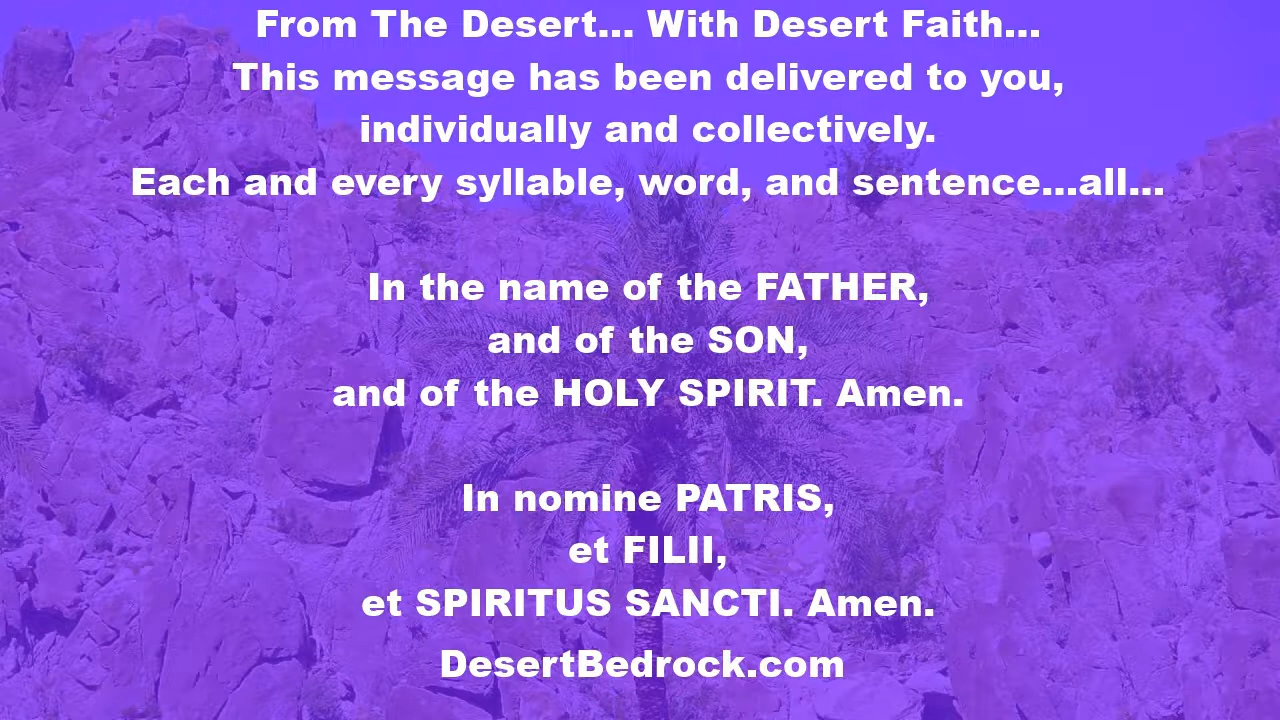 From The Desert... With Desert Faith...
This message has been delivered to you,
individually and collectively.
Each and every syllable, word, and sentence...all...
In the name of the FATHER,
and of the SON,
and of the HOLY SPIRIT. Amen.
In nomine PATRIS,
et FILII,
et SPIRITUS SANCTI. Amen.
DesertBedrock.com